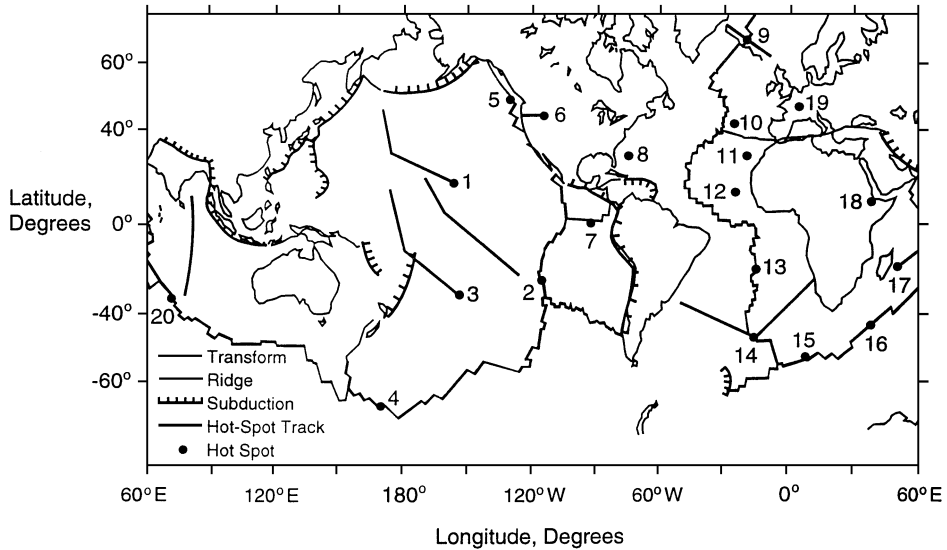 9
60°
5
6
19
10
40°
11
8
1
Latitude,
Degrees
12
18
0°
7
13
3
2
17
20
-40°
14
15
16
Transform
Ridge
-60°
Subduction
4
Hot-Spot Track
Hot Spot
60°E 120°E 180° 120°W 60°W 0° 60°E
Longitude, Degrees